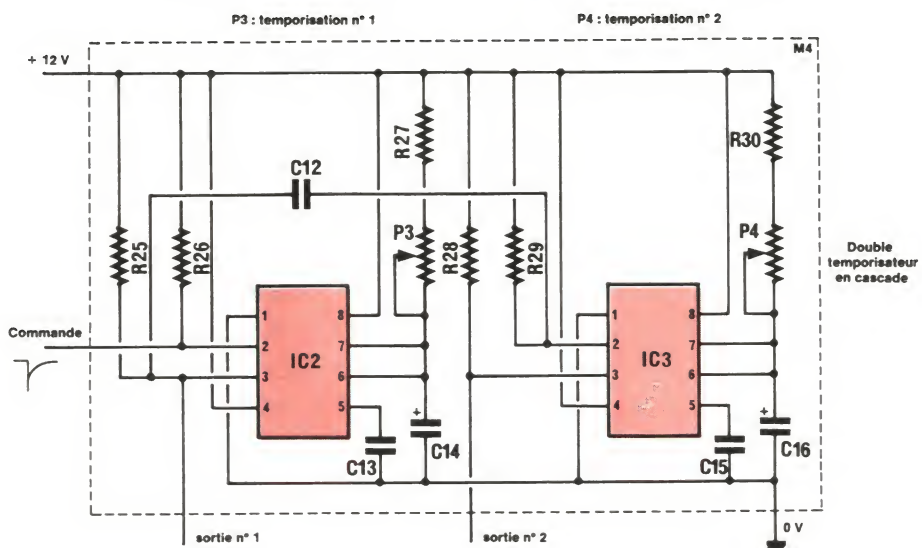 P3 : temporisation n° 1
P4 : temporisation n° 2
M4
+ 12 V
R27
R30
C12
P3
P4
R25
R26
R28
R29
Double
temporisateur
en cascade
Commande
1
8
2
7
IC2
3
6
4
5
1
8
2
7
IC3
3
6
4
5
+
C14
C13
+
C16
C15
sortie n° 1
sortie n° 2
0 V